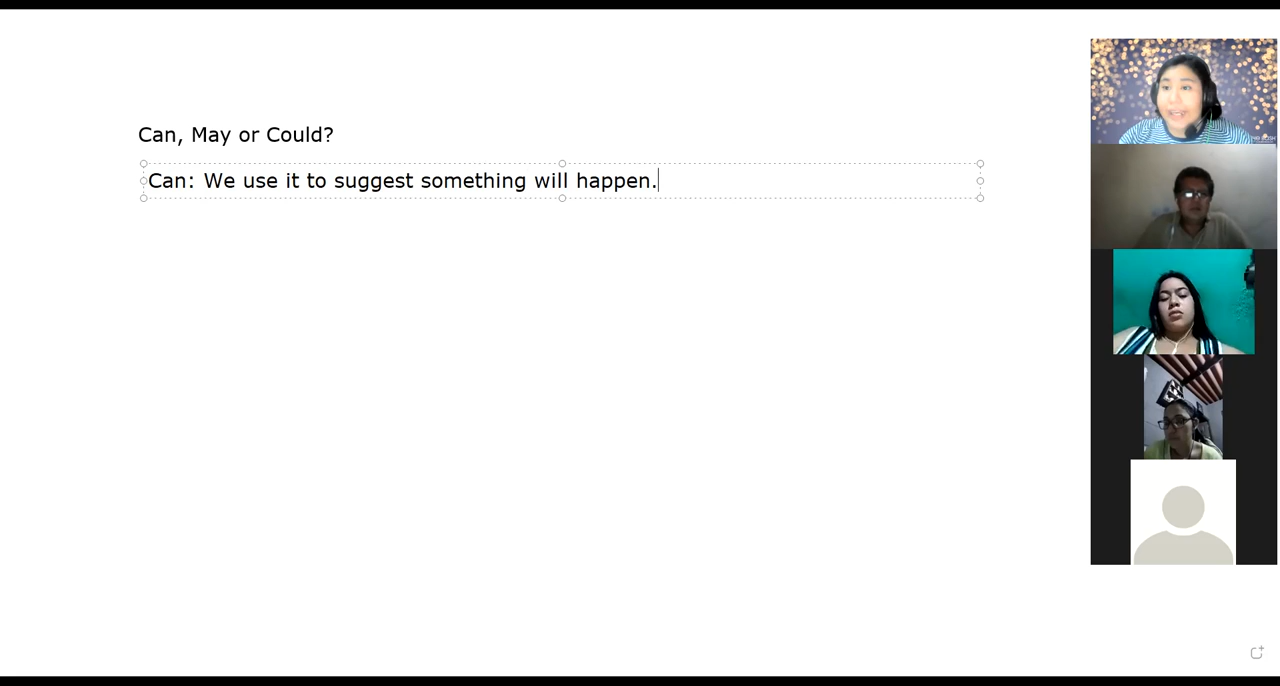 Can, May or Could?
Can: We use it to suggest something will happen.